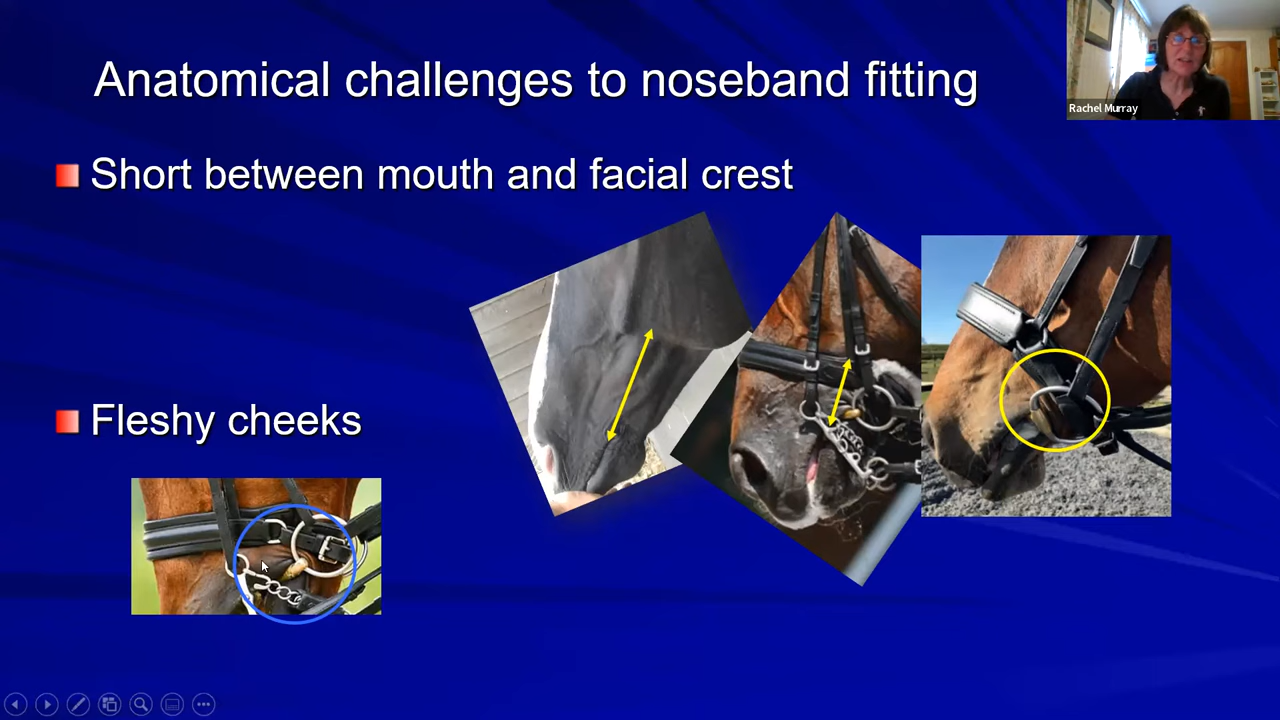 Anatomical challenges to noseband fitting
Rachel Murray
Short between mouth and facial crest
Fleshy cheeks